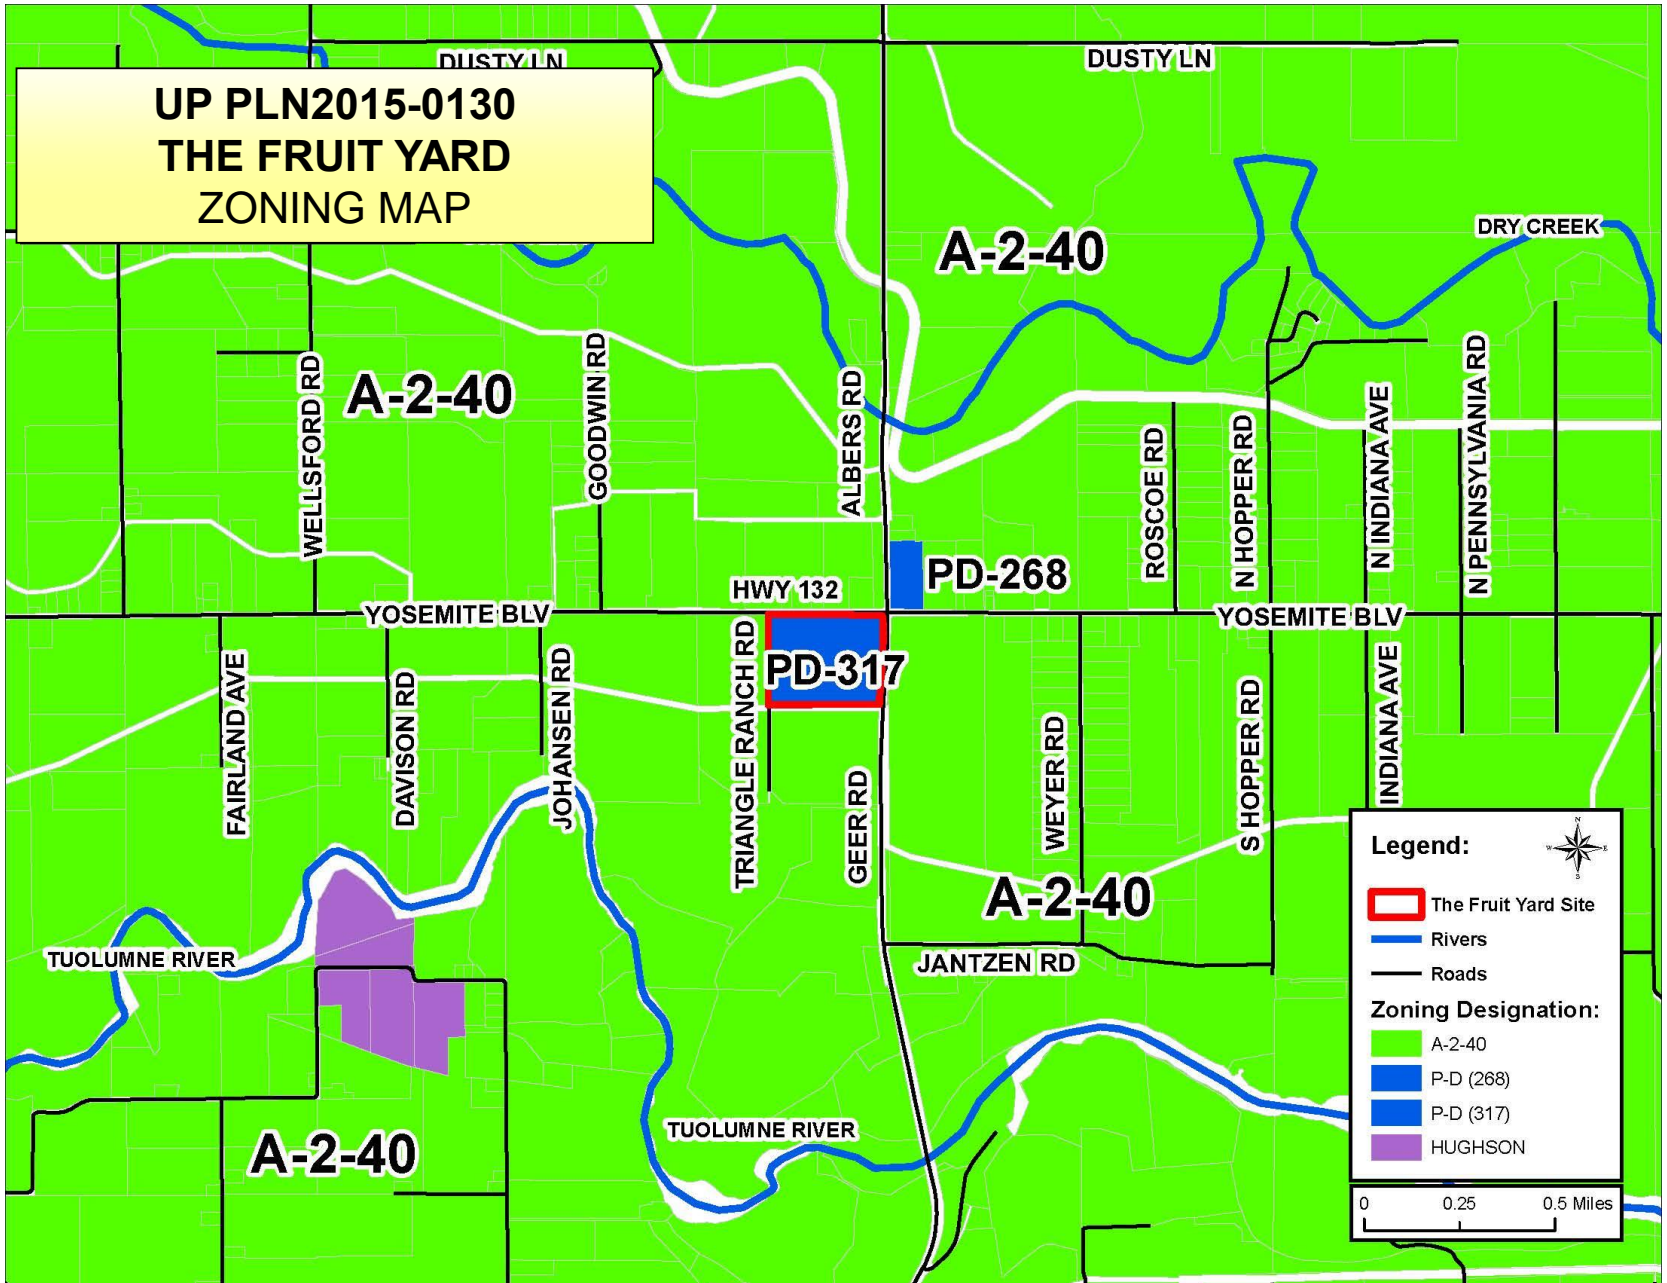 DUSTY LN
DUSTY LN
UP PLN2015-0130
THE FRUIT YARD
ZONING MAP
DRY CREEK
A-2-40
A-2-40
WELLSFORD RD
GOODWIN RD
ALBERS RD
ROSCOE RD
N HOPPER RD
N INDIANA AVE
N PENNSYLVANIA RD
PD-268
HWY 132
YOSEMITE BLV
YOSEMITE BLV
PD-317
FAIRLAND AVE
DAVISON RD
JOHANSEN RD
TRIANGLE RANCH RD
GEER RD
WEYER RD
S HOPPER RD
INDIANA AVE
A-2-40
JANTZEN RD
TUOLUMNE RIVER
TUOLUMNE RIVER
A-2-40
Legend:
N
W
E
S
The Fruit Yard Site
Rivers
Roads
Zoning Designation:
A-2-40
P-D (268)
P-D (317)
HUGHSON
0 0.25 0.5 Miles